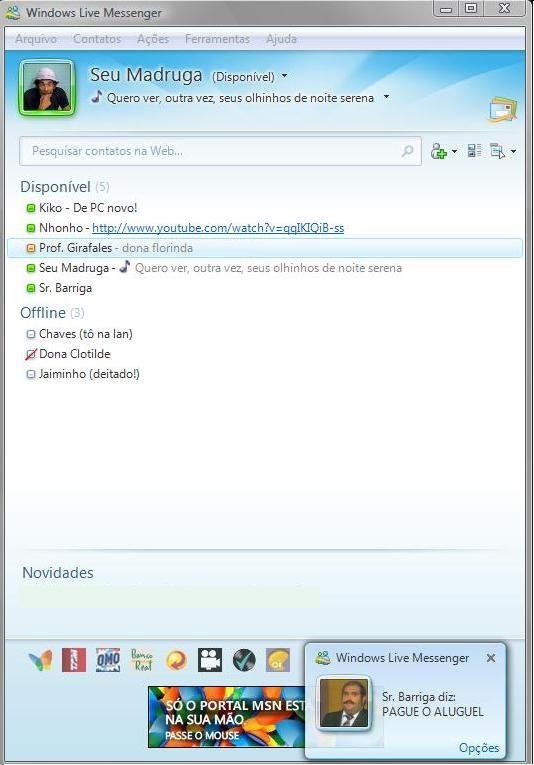 Windows Live Messenger
Arquivo Contatos Ações Ferramentas Ajuda
Seu Madruga (Disponível)
Quero ver, outra vez, seus olhinhos de noite serena
Pesquisar contatos na Web...
Disponível (5)
Kiko - De PC novo!
Nhonho - http://www.youtube.com/watch?v=qqIKIQiB-ss
Prof. Girafales - dona florinda
Seu Madruga - Quero ver, outra vez, seus olhinhos de noite serena
Sr. Barriga
Offline (3)
Chaves (tô na lan)
Dona Clotilde
Jaiminho (deitado!)
Novidades
OMO
Banco Real
SÓ O PORTAL MSN ESTÁ
NA SUA MÃO.
PASSE O MOUSE
Windows Live Messenger
Sr. Barriga diz:
PAGUE O ALUGUEL
Opções